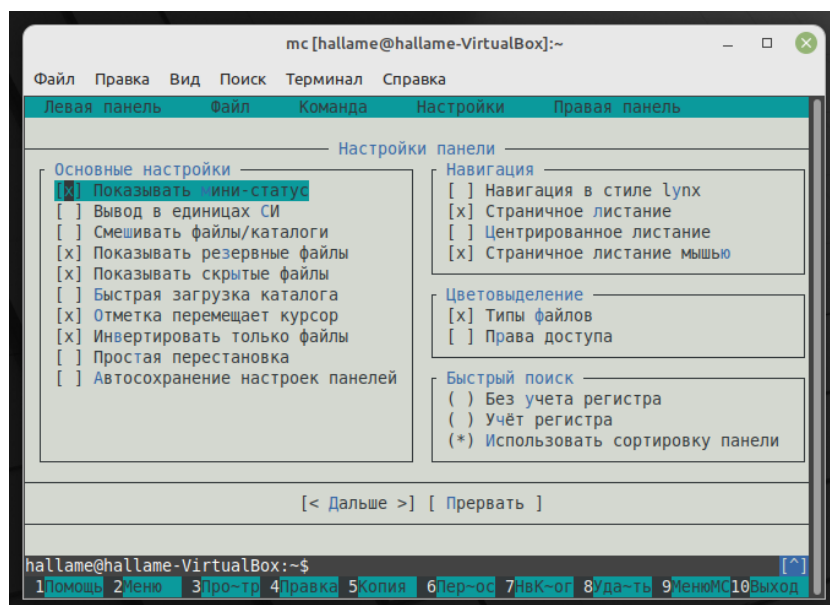 mc [hallame@hallame-VirtualBox]:~
Файл Правка Вид Поиск Терминал Справка
Левая панель Файл Команда Настройки Правая панель
Настройки панели
Основные настройки
[x] Показывать мини-статус
[ ] Вывод в единицах СИ
[ ] Смешивать файлы/каталоги
[x] Показывать резервные файлы
[x] Показывать скрытые файлы
[ ] Быстрая загрузка каталога
[x] Отметка перемещает курсор
[x] Инвертировать только файлы
[ ] Простая перестановка
[ ] Автосохранение настроек панелей
Навигация
[ ] Навигация в стиле lynx
[x] Страничное листание
[ ] Центрированное листание
[x] Страничное листание мышью
Цветовыделение
[x] Типы файлов
[ ] Права доступа
Быстрый поиск
( ) Без учета регистра
( ) Учёт регистра
(*) Использовать сортировку панели
[< Дальше >] [ Прервать ]
hallame@hallame-VirtualBox:~$ [^]
1Помощь 2Меню 3Про~тр 4Правка 5Копия 6Пер~ос 7НвК~ог 8Уда~ть 9МенюMC 10Выход